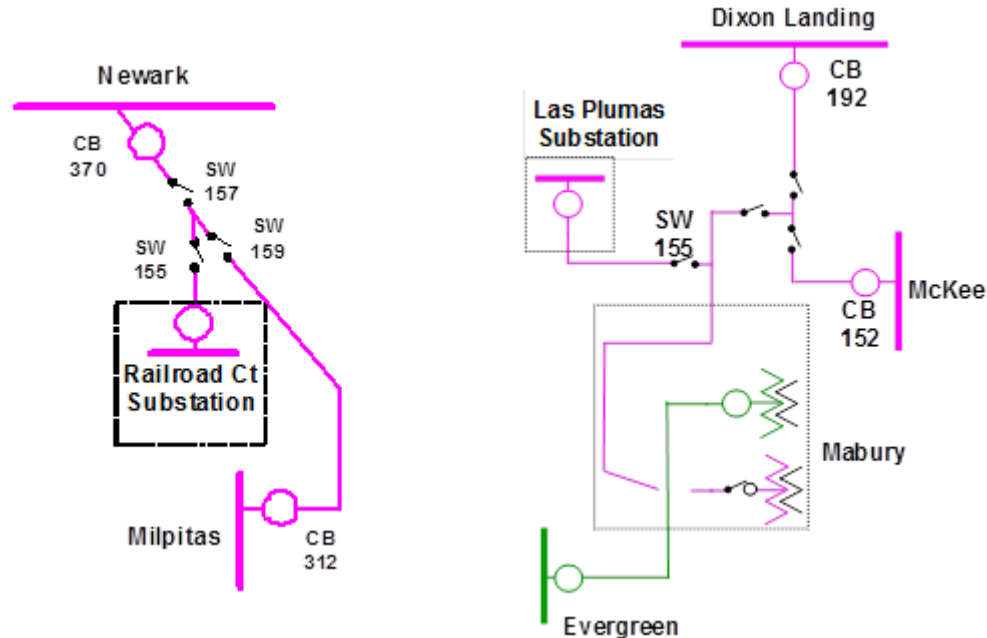 Newark
CB
370
SW
157
SW
159
SW
155
Railroad Ct
Substation
Milpitas
CB
312
Dixon Landing
CB
192
Las Plumas
Substation
SW
155
McKee
CB
152
Mabury
Evergreen